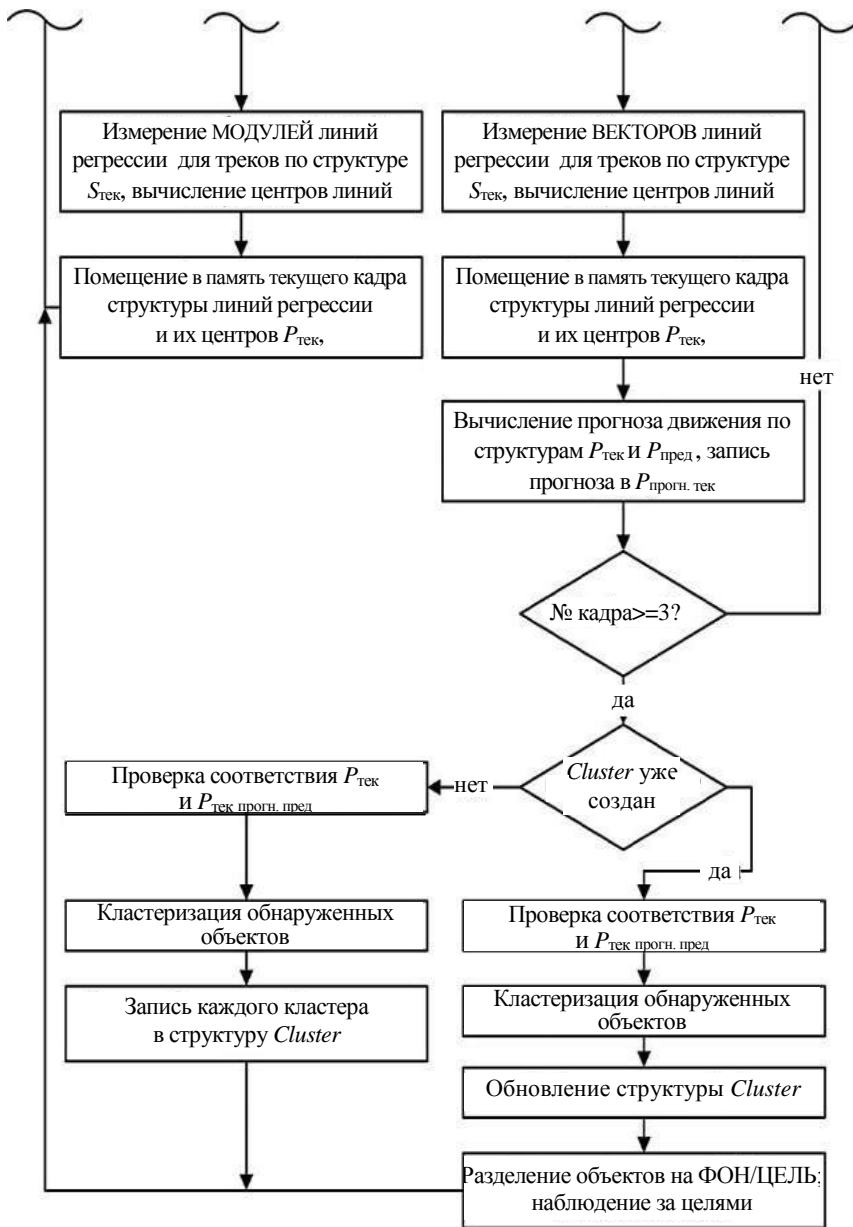 Измерение МОДУЛЕЙ линий
регрессии для треков по структуре
Sтек, вычисление центров линий
Измерение ВЕКТОРОВ линий
регрессии для треков по структуре
Sтек, вычисление центров линий
Помещение в память текущего кадра
структуры линий регрессии
и их центров Pтек,
Помещение в память текущего кадра
структуры линий регрессии
и их центров Pтек,
нет
Вычисление прогноза движения по
структурам Pтек и Pпред, запись
прогноза в Pпрогн. тек
№ кадра>=3?
да
Cluster уже
создан
нет
Проверка соответствия Pтек
и Pтек прогн. пред
да
Кластеризация обнаруженных
объектов
Проверка соответствия Pтек
и Pтек прогн. пред
Запись каждого кластера
в структуру Cluster
Кластеризация обнаруженных
объектов
Обновление структуры Cluster
Разделение объектов на ФОН/ЦЕЛЬ;
наблюдение за целями